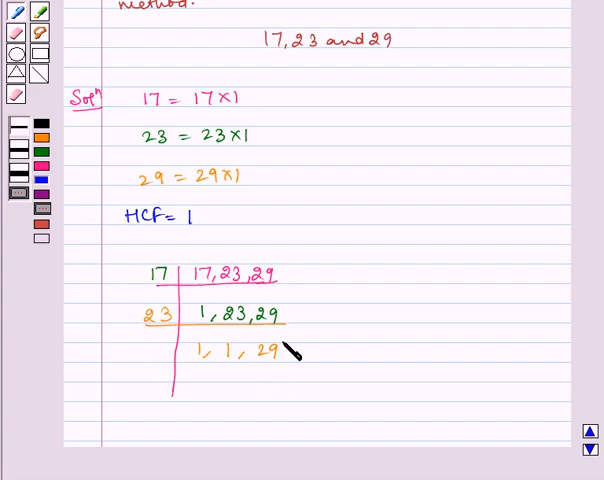 method.
17, 23 and 29
Solⁿ 17 = 17×1
23 = 23×1
29 = 29×1
HCF = 1
17 | 17, 23, 29
23 | 1, 23, 29
1, 1, 29